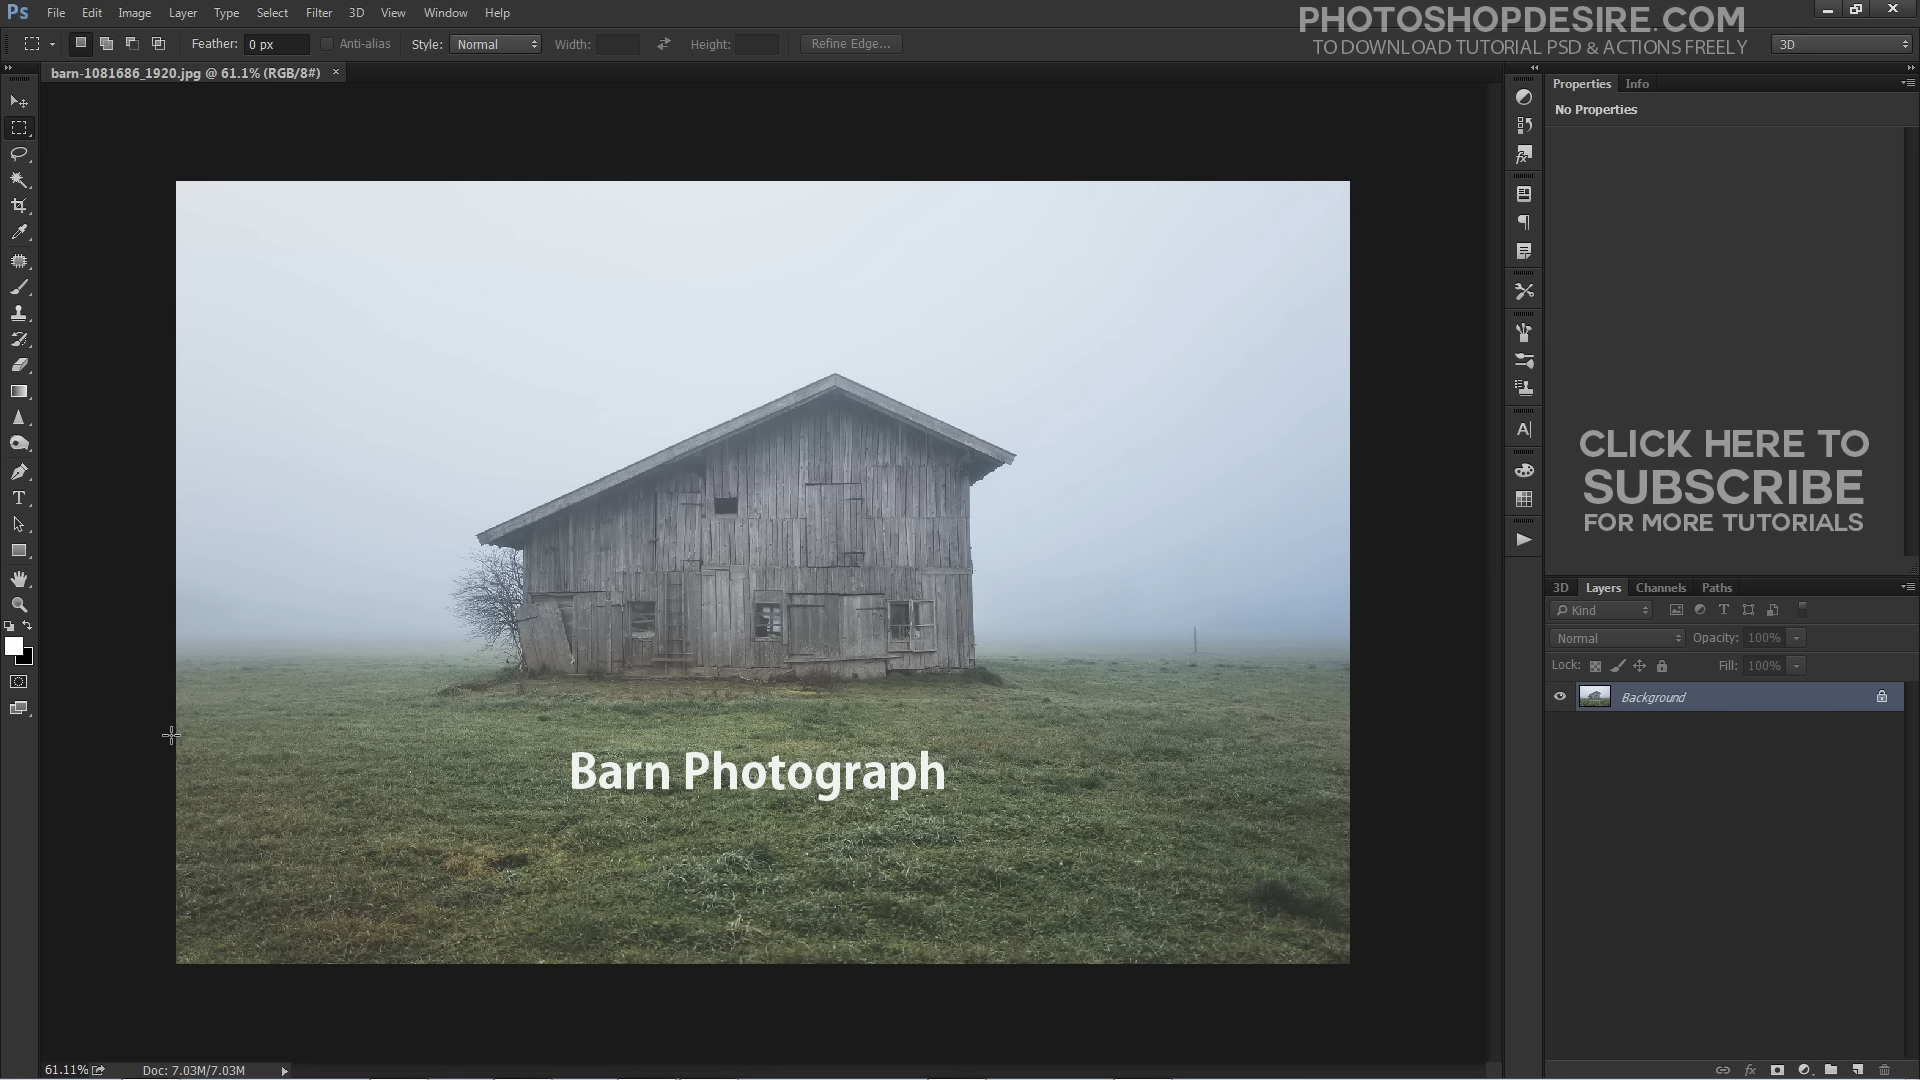 Ps File Edit Image Layer Type Select Filter 3D View Window Help
PHOTOSHOPDESIRE.COM
Feather: 0 px Anti-alias Style: Normal Width: Height: Refine Edge...
TO DOWNLOAD TUTORIAL PSD & ACTIONS FREELY
3D
barn-1081686_1920.jpg @ 61.1% (RGB/8#) ×
Properties Info
No Properties
CLICK HERE TO
SUBSCRIBE
FOR MORE TUTORIALS
3D Layers Channels Paths
Kind
Normal Opacity: 100%
Lock: Fill: 100%
Background
Barn Photograph
61.11% Doc: 7.03M/7.03M